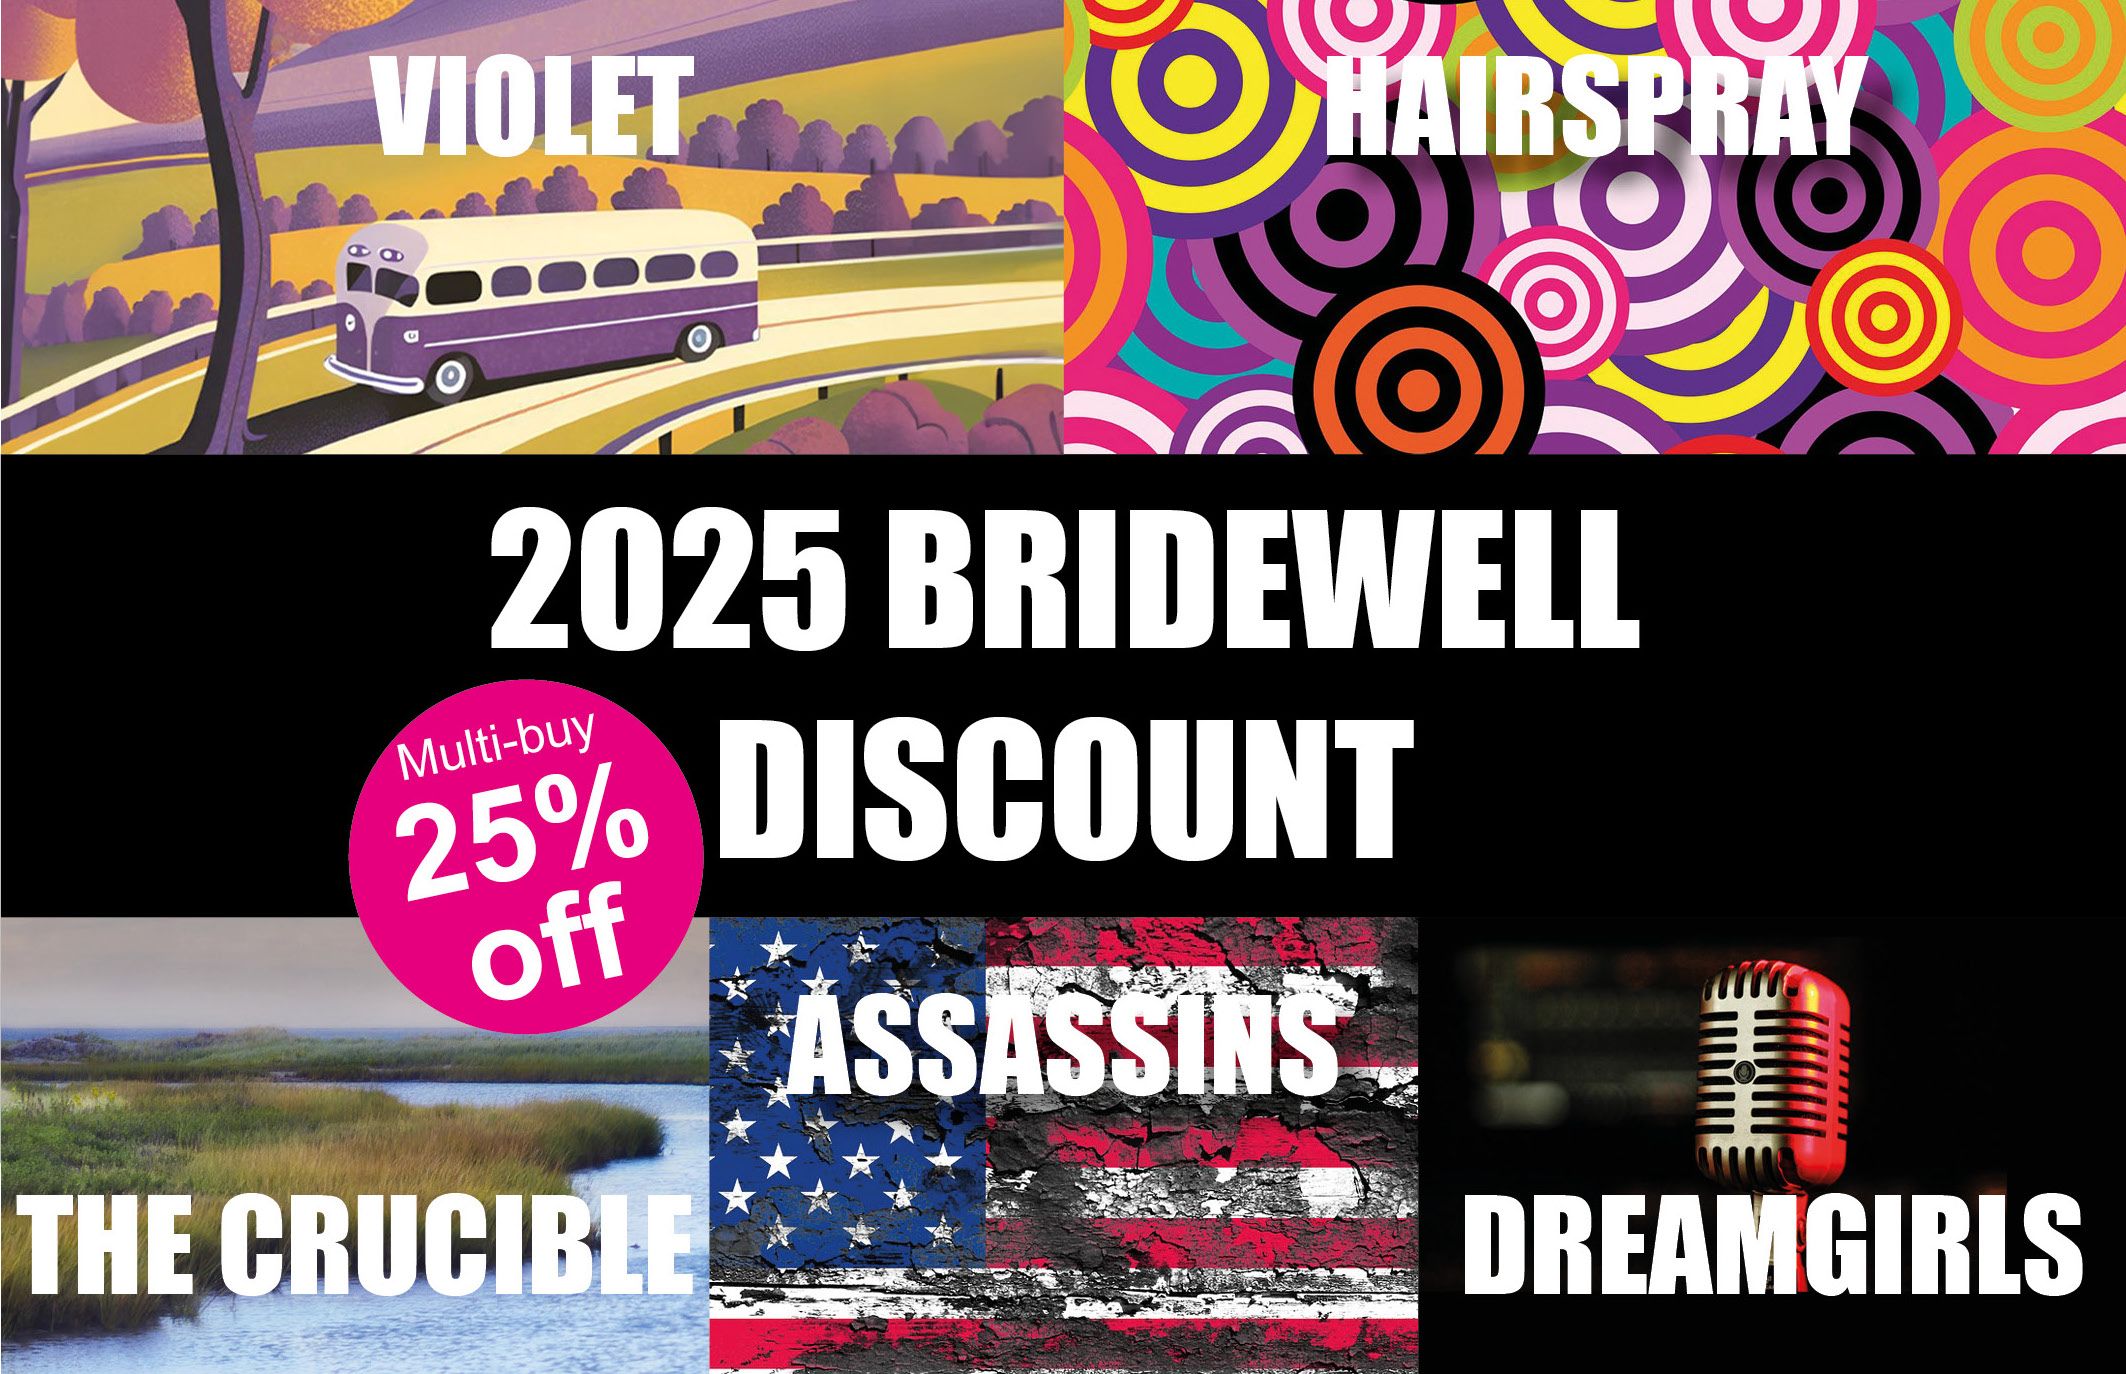 VIOLET
HAIRSPRAY
2025 BRIDEWELL
DISCOUNT
Multi-buy
25%
off
THE CRUCIBLE
ASSASSINS
DREAMGIRLS